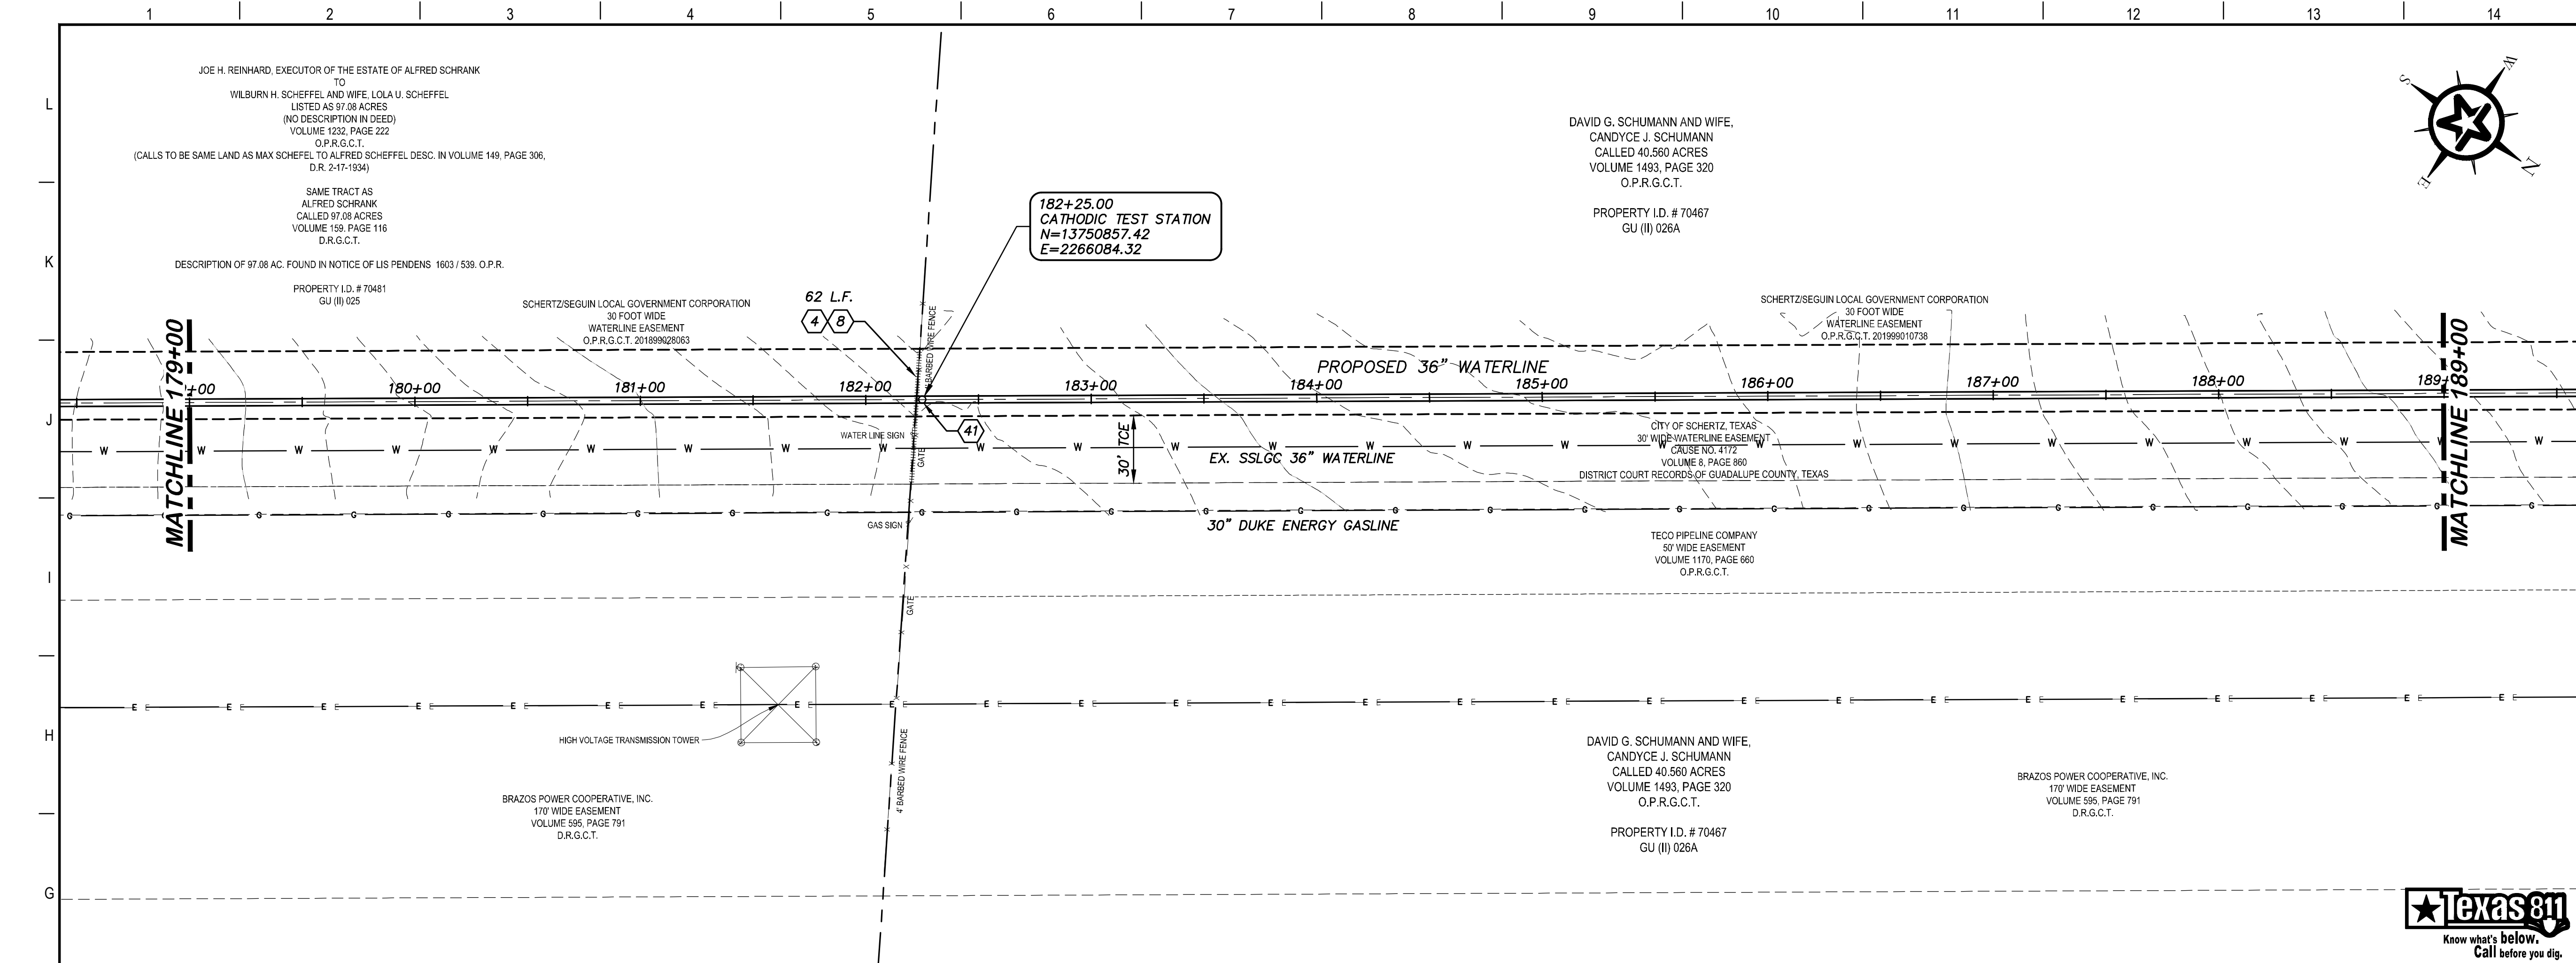 1 2 3 4 5 6 7 8 9 10 11 12 13 14
L
K
J
I
H
G
JOE H. REINHARD, EXECUTOR OF THE ESTATE OF ALFRED SCHRANK
TO
WILBURN H. SCHEFFEL AND WIFE, LOLA U. SCHEFFEL
LISTED AS 97.08 ACRES
(NO DESCRIPTION IN DEED)
VOLUME 1232, PAGE 222
O.P.R.G.C.T.
(CALLS TO BE SAME LAND AS MAX SCHEFEL TO ALFRED SCHEFFEL DESC. IN VOLUME 149, PAGE 306,
D.R. 2-17-1934)
SAME TRACT AS
ALFRED SCHRANK
CALLED 97.08 ACRES
VOLUME 159. PAGE 116
D.R.G.C.T.
DESCRIPTION OF 97.08 AC. FOUND IN NOTICE OF LIS PENDENS 1603 / 539. O.P.R.
PROPERTY I.D. # 70481
GU (II) 025
DAVID G. SCHUMANN AND WIFE,
CANDYCE J. SCHUMANN
CALLED 40.560 ACRES
VOLUME 1493, PAGE 320
O.P.R.G.C.T.
PROPERTY I.D. # 70467
GU (II) 026A
S
W
E
N
182+25.00
CATHODIC TEST STATION
N=13750857.42
E=2266084.32
SCHERTZ/SEGUIN LOCAL GOVERNMENT CORPORATION
30 FOOT WIDE
WATERLINE EASEMENT
O.P.R.G.C.T. 201899028063
62 L.F.
4 8
4' BARBED WIRE FENCE
SCHERTZ/SEGUIN LOCAL GOVERNMENT CORPORATION
30 FOOT WIDE
WATERLINE EASEMENT
O.P.R.G.C.T. 201999010738
MATCHLINE 179+00
MATCHLINE 189+00
PROPOSED 36" WATERLINE
+00 180+00 181+00 182+00 183+00 184+00 185+00 186+00 187+00 188+00 189+
41
WATER LINE SIGN
GATE
30' TCE
W W W W W W W W W W W W W W W W W W W W W W W W W W
EX. SSLGC 36" WATERLINE
CITY OF SCHERTZ, TEXAS
30' WIDE WATERLINE EASEMENT
CAUSE NO. 4172
VOLUME 8, PAGE 860
DISTRICT COURT RECORDS OF GUADALUPE COUNTY, TEXAS
G G G G G G G G G G G G G G G G G G G G G G G G G G G
GAS SIGN
30" DUKE ENERGY GASLINE
TECO PIPELINE COMPANY
50' WIDE EASEMENT
VOLUME 1170, PAGE 660
O.P.R.G.C.T.
GATE
E E E E E E E E E E E E E E E E E E E E E E E E E E
HIGH VOLTAGE TRANSMISSION TOWER
4' BARBED WIRE FENCE
BRAZOS POWER COOPERATIVE, INC.
170' WIDE EASEMENT
VOLUME 595, PAGE 791
D.R.G.C.T.
DAVID G. SCHUMANN AND WIFE,
CANDYCE J. SCHUMANN
CALLED 40.560 ACRES
VOLUME 1493, PAGE 320
O.P.R.G.C.T.
PROPERTY I.D. # 70467
GU (II) 026A
BRAZOS POWER COOPERATIVE, INC.
170' WIDE EASEMENT
VOLUME 595, PAGE 791
D.R.G.C.T.
Texas811
Know what's below.
Call before you dig.